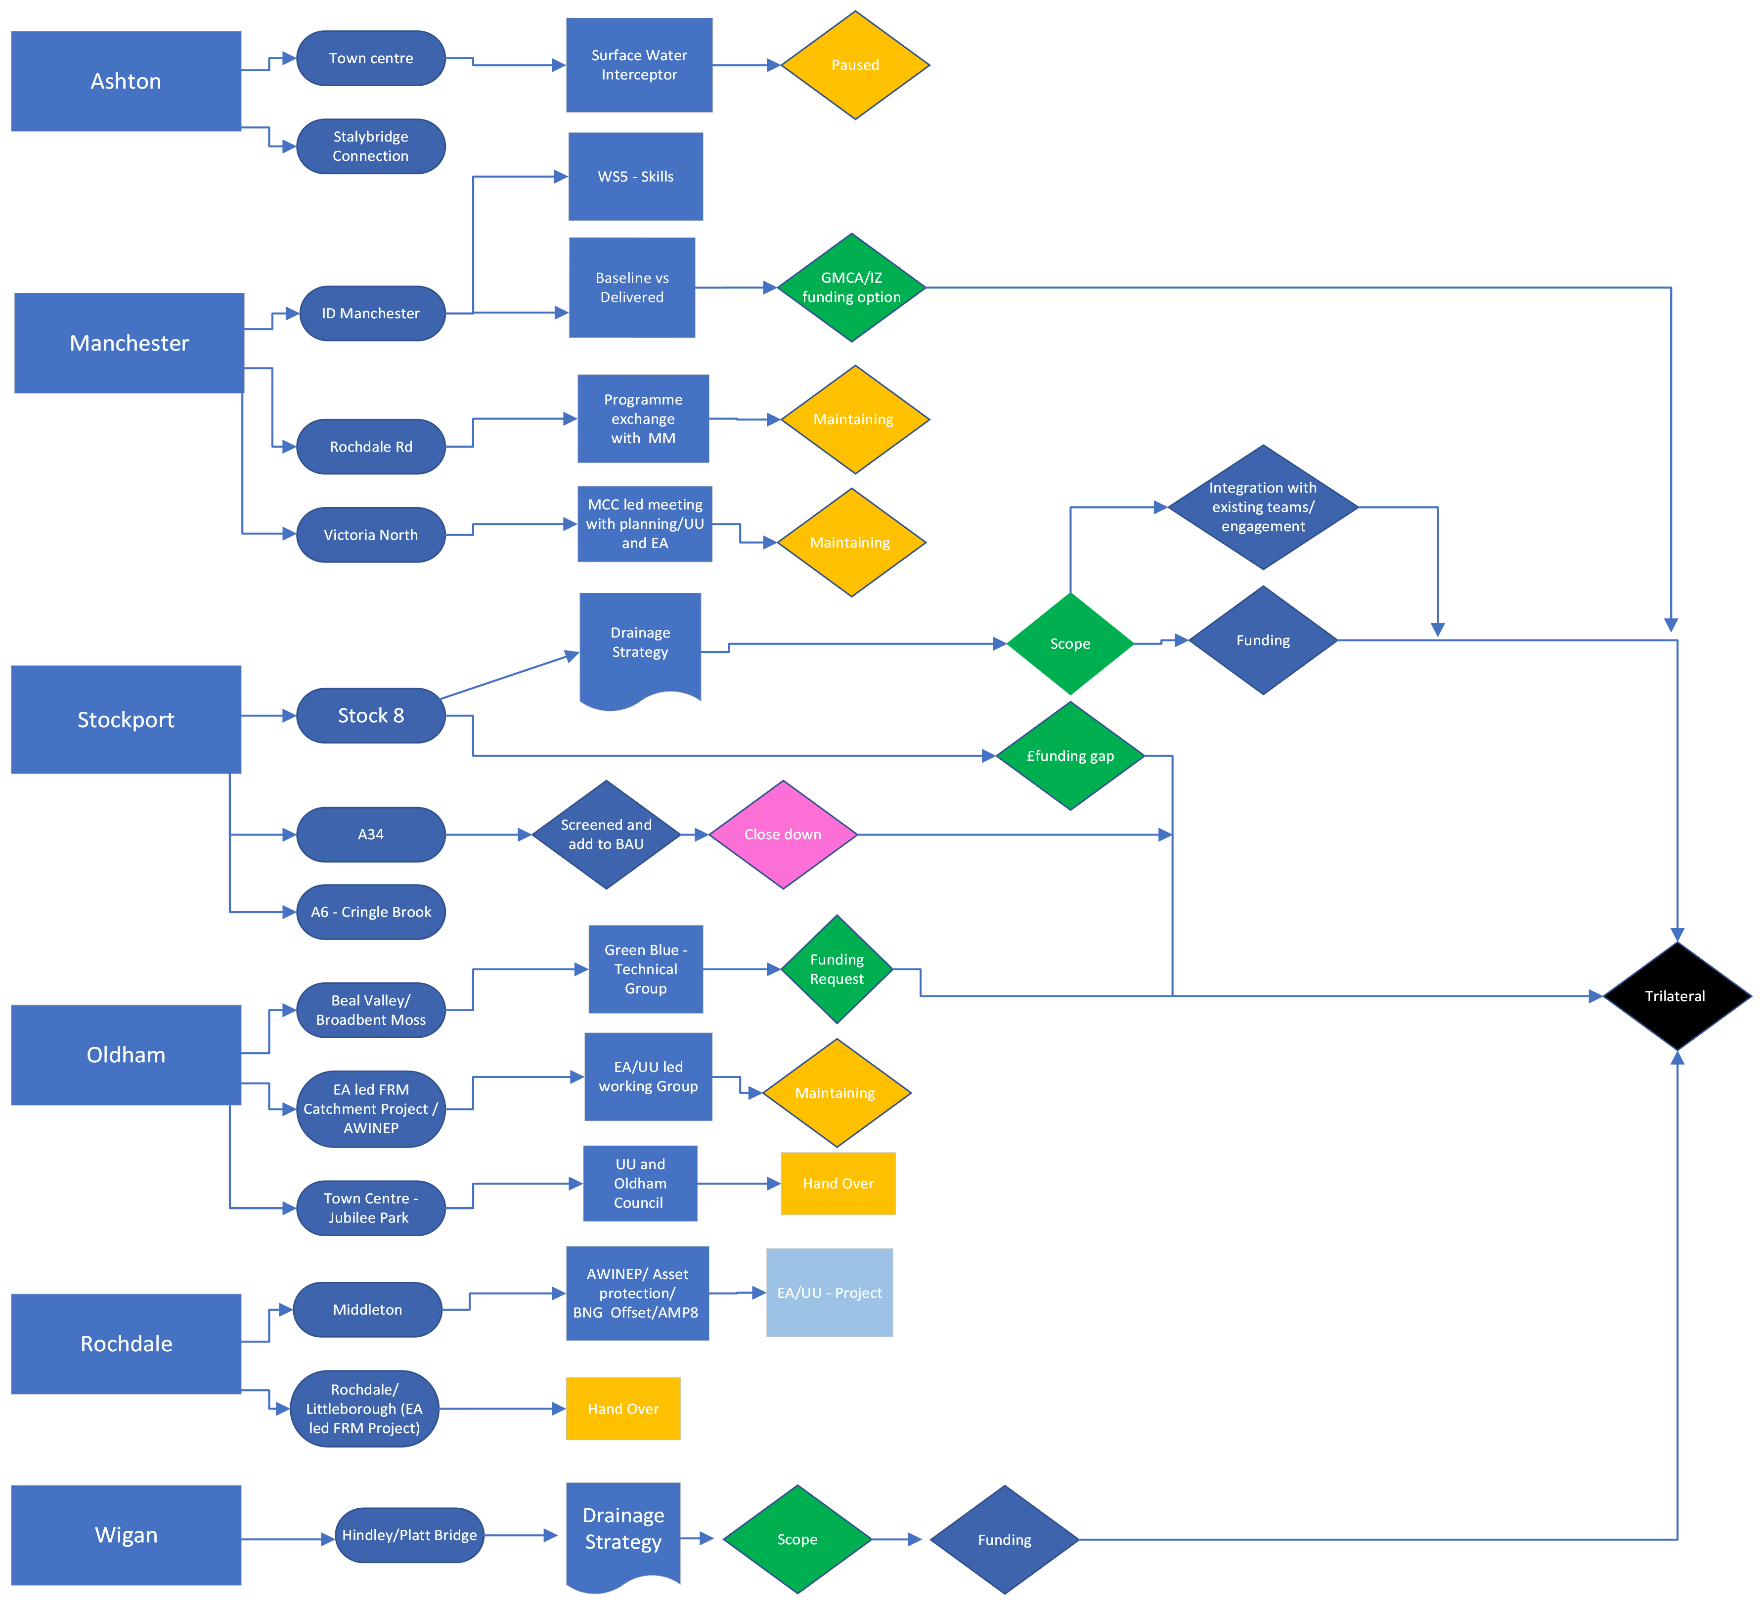 Ashton
Town centre
Surface Water
Interceptor
Paused
Stalybridge
Connection
WS5 - Skills
Manchester
ID Manchester
Baseline vs
Delivered
GMCA/IZ
funding option
Rochdale Rd
Programme
exchange
with  MM
Maintaining
Victoria North
MCC led meeting
with planning/UU
and EA
Maintaining
Integration with
existing teams/
engagement
Stockport
Stock 8
Drainage
Strategy
Scope
Funding
£funding gap
A34
Screened and
add to BAU
Close down
A6 - Cringle Brook
Oldham
Beal Valley/
Broadbent Moss
Green Blue -
Technical
Group
Funding
Request
Trilateral
EA led FRM
Catchment Project /
AWINEP
EA/UU led
working Group
Maintaining
Town Centre -
Jubilee Park
UU and
Oldham
Council
Hand Over
Rochdale
Middleton
AWINEP/ Asset
protection/
BNG  Offset/AMP8
EA/UU - Project
Rochdale/
Littleborough (EA
led FRM Project)
Hand Over
Wigan
Hindley/Platt Bridge
Drainage
Strategy
Scope
Funding